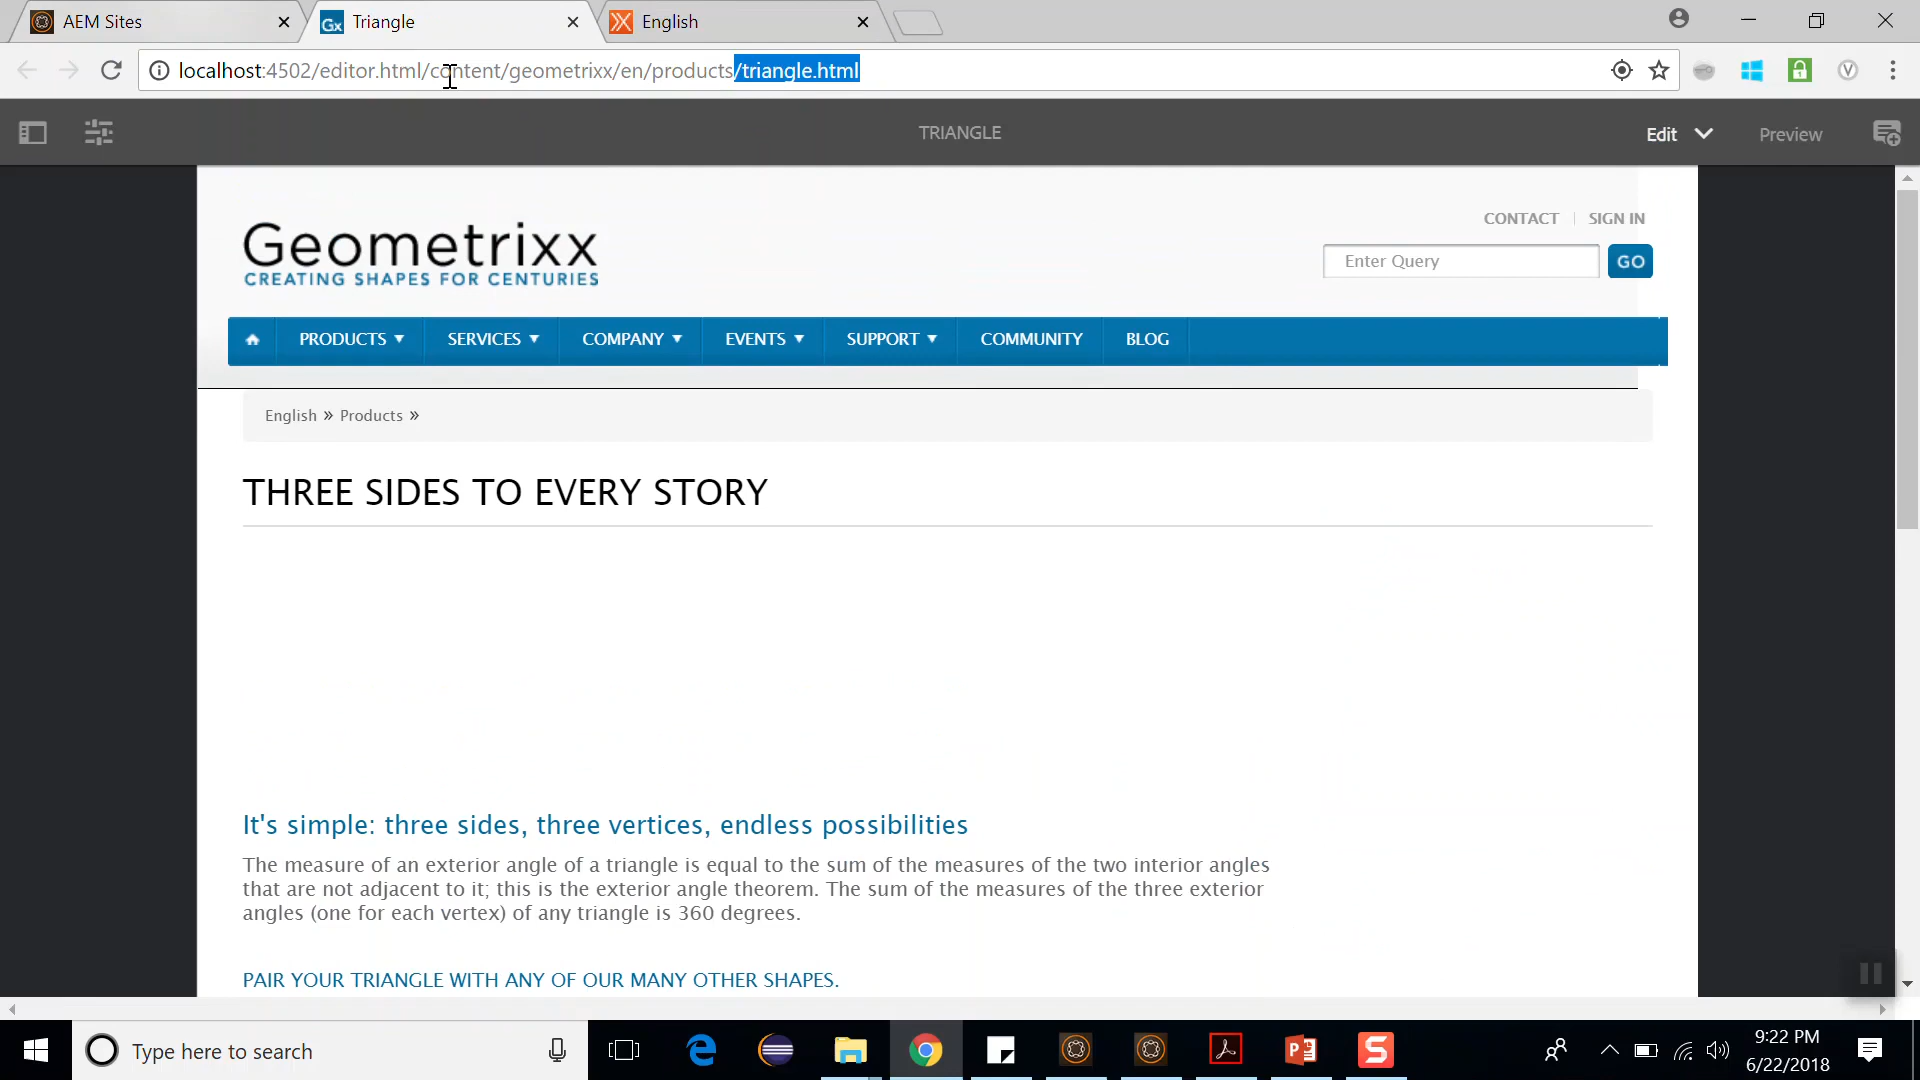 AEM Sites
Triangle
English
localhost:4502/editor.html/content/geometrixx/en/products/triangle.html
TRIANGLE
Edit
Preview
Geometrixx
CREATING SHAPES FOR CENTURIES
CONTACT
SIGN IN
Enter Query
GO
PRODUCTS ▼
SERVICES ▼
COMPANY ▼
EVENTS ▼
SUPPORT ▼
COMMUNITY
BLOG
English » Products »
THREE SIDES TO EVERY STORY
It's simple: three sides, three vertices, endless possibilities
The measure of an exterior angle of a triangle is equal to the sum of the measures of the two interior angles
that are not adjacent to it; this is the exterior angle theorem. The sum of the measures of the three exterior
angles (one for each vertex) of any triangle is 360 degrees.
PAIR YOUR TRIANGLE WITH ANY OF OUR MANY OTHER SHAPES.
Type here to search
9:22 PM
6/22/2018